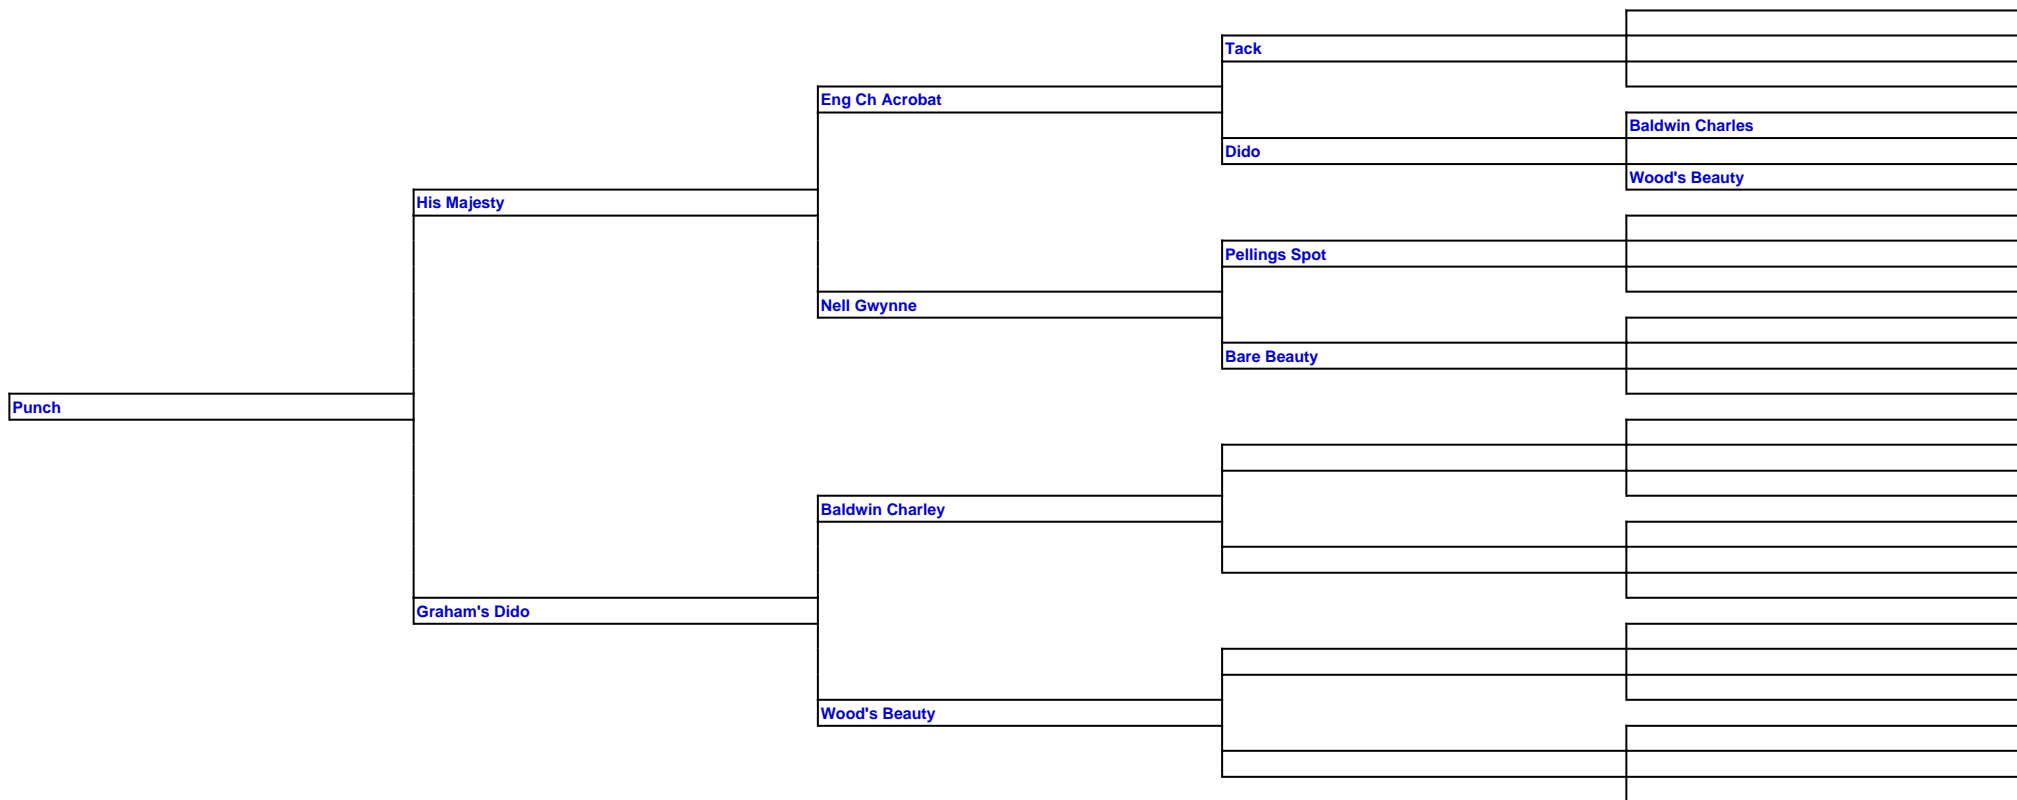 Tack
Eng Ch Acrobat
Baldwin Charles
Dido
Wood's Beauty
His Majesty
Pellings Spot
Nell Gwynne
Bare Beauty
Punch
Baldwin Charley
Graham's Dido
Wood's Beauty